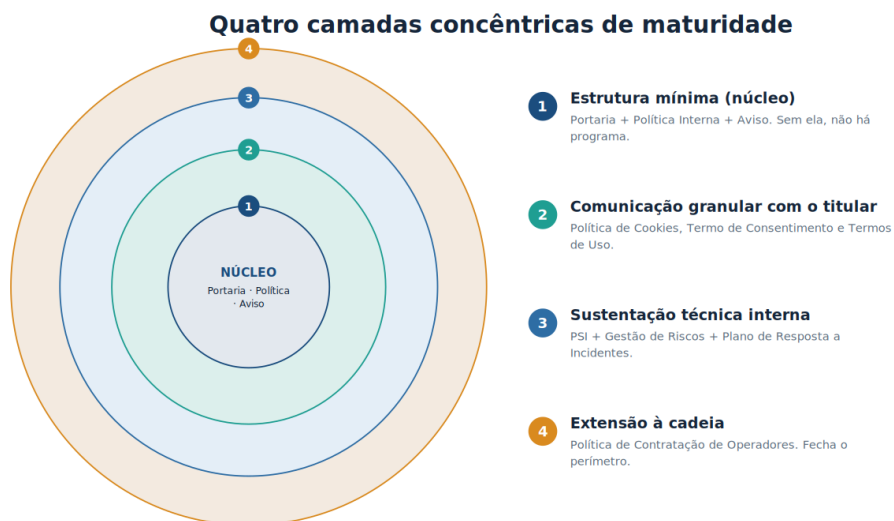 Quatro camadas concêntricas de maturidade
4
3
2
1
NÚCLEO
Portaria · Política
· Aviso
1
Estrutura mínima (núcleo)
Portaria + Política Interna + Aviso. Sem ela, não há
programa.
2
Comunicação granular com o titular
Política de Cookies, Termo de Consentimento e Termos
de Uso.
3
Sustentação técnica interna
PSI + Gestão de Riscos + Plano de Resposta a
Incidentes.
4
Extensão à cadeia
Política de Contratação de Operadores. Fecha o
perímetro.